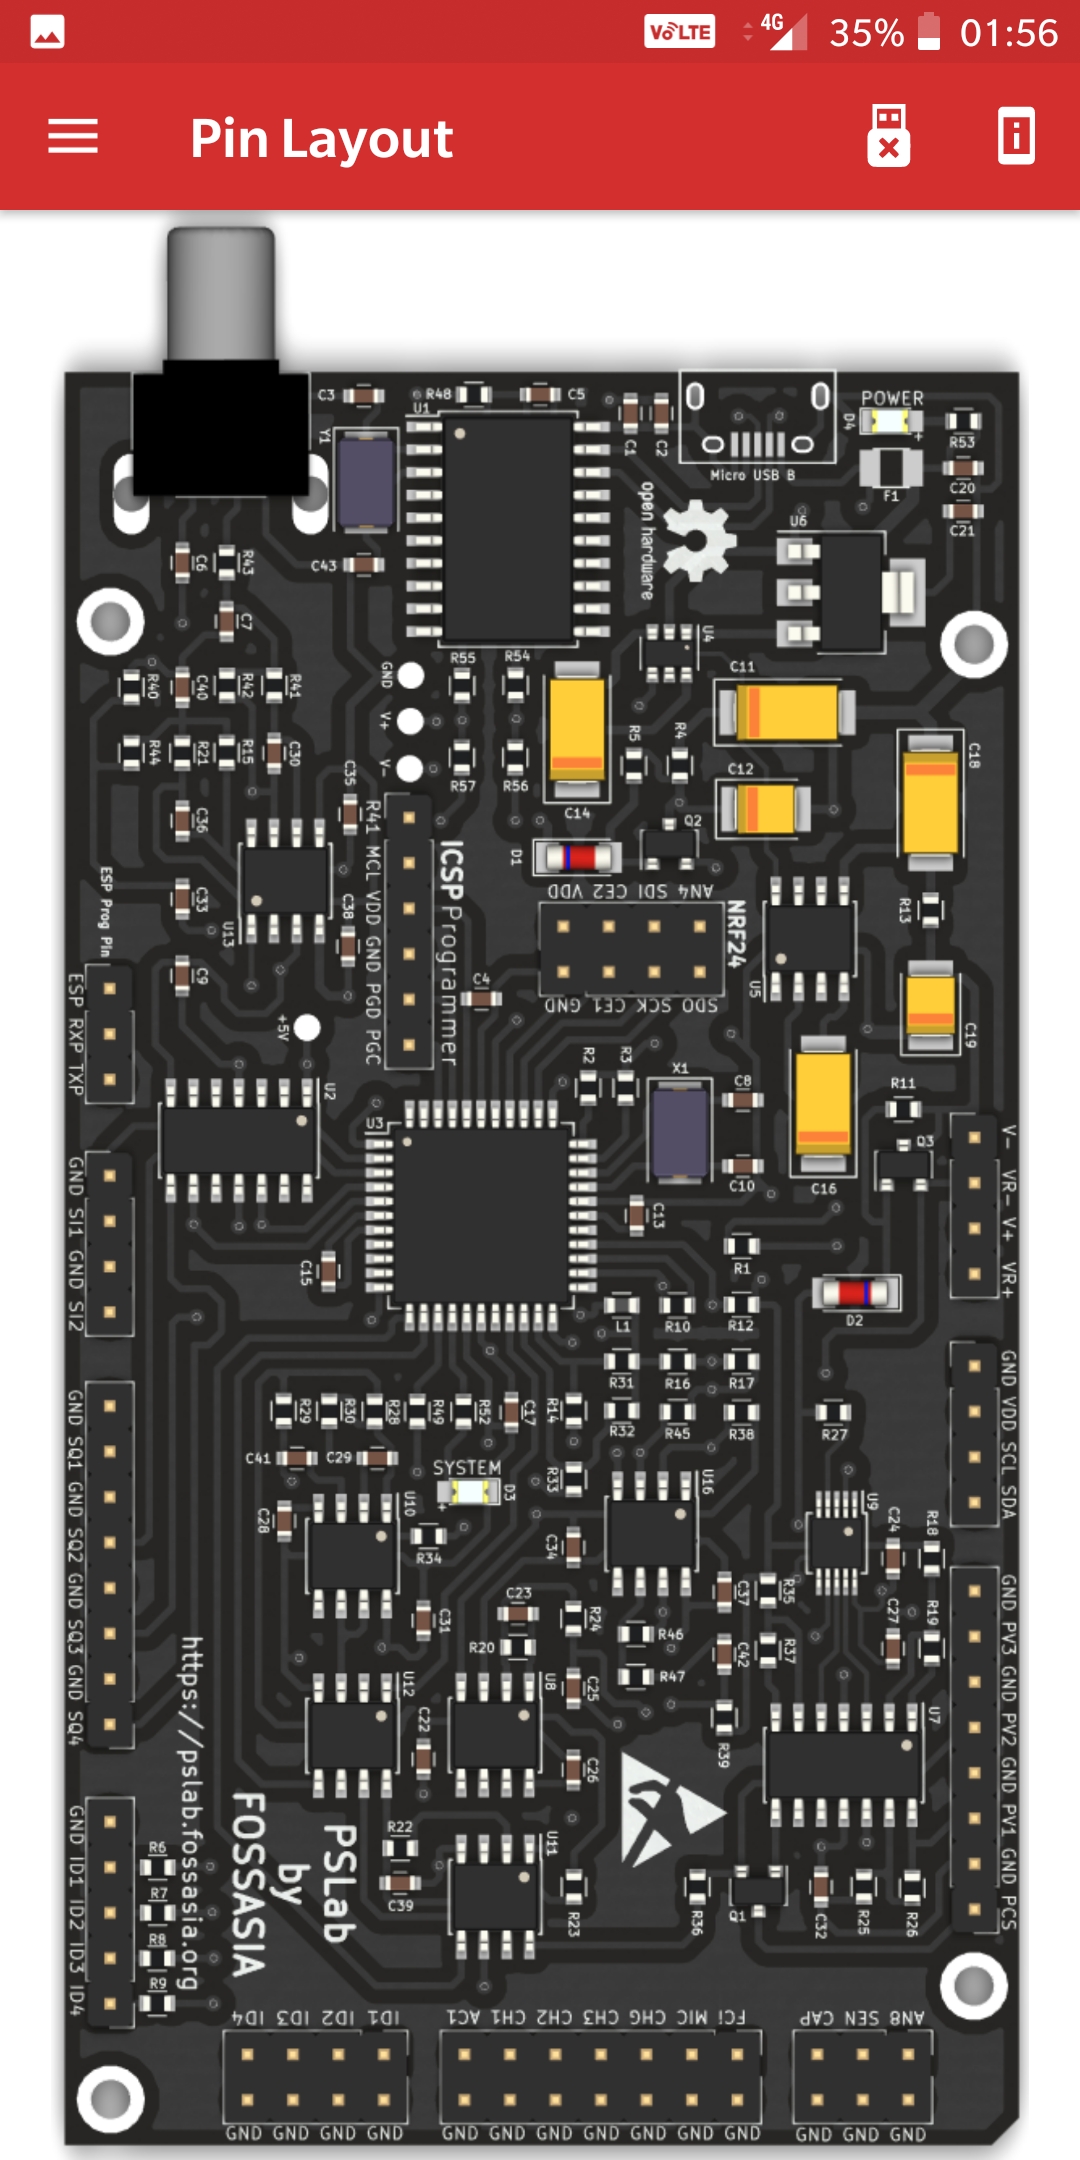 VoLTE 4G 35% 01:56
Pin Layout
C3
R48
C5
U1
Y1
C1
C2
Micro USB B
POWER
D4
+
R53
F1
C20
C21
open hardware
U6
C43
C6
R43
C7
U4
GND
V+
V-
R55
R54
R57
R56
C14
R5
R4
C11
C12
C18
R40
C40
R42
R41
R44
R21
R15
C30
C36
C35
C33
C38
C9
U13
R41 MCL VDD GND PGD PGC
ICSP Programmer
D1
Q2
AN4 SDI CE2 VDD
NRF24
SDO SCK CE1 GND
U5
R13
C19
ESP Prog Pin
ESP RXP TXP
+5V
C4
U2
U3
R2
R3
X1
C8
C10
C16
R11
Q3
V- VR- V+ VR+
GND SI1 GND SI2
C15
C13
R1
D2
L1
R10
R12
R31
R16
R17
R32
R45
R38
R27
GND VDD SCL SDA
R29
R30
R28
R49
R52
C17
R14
C41
C29
SYSTEM
D3
+
C28
U10
R34
R33
C34
U16
U9
C24
R18
C27
R19
GND SQ1 GND SQ2 GND SQ3 GND SQ4
C31
C23
R20
R24
R46
R47
C37
R35
C42
R37
R39
GND PV3 GND PV2 GND PV1 GND PCS
U12
C22
U8
C25
C26
U7
https://pslab.fossasia.org
PSLab
by
FOSSASIA
R22
C39
U11
R23
R36
Q1
C32
R25
R26
GND ID1 ID2 ID3 ID4
R6
R7
R8
R9
ID1 ID2 ID3 ID4
FCI MIC CHG CH3 CH2 CH1 AC1
AN8 SEN CAP
GND GND GND GND
GND GND GND GND GND GND GND
GND GND GND